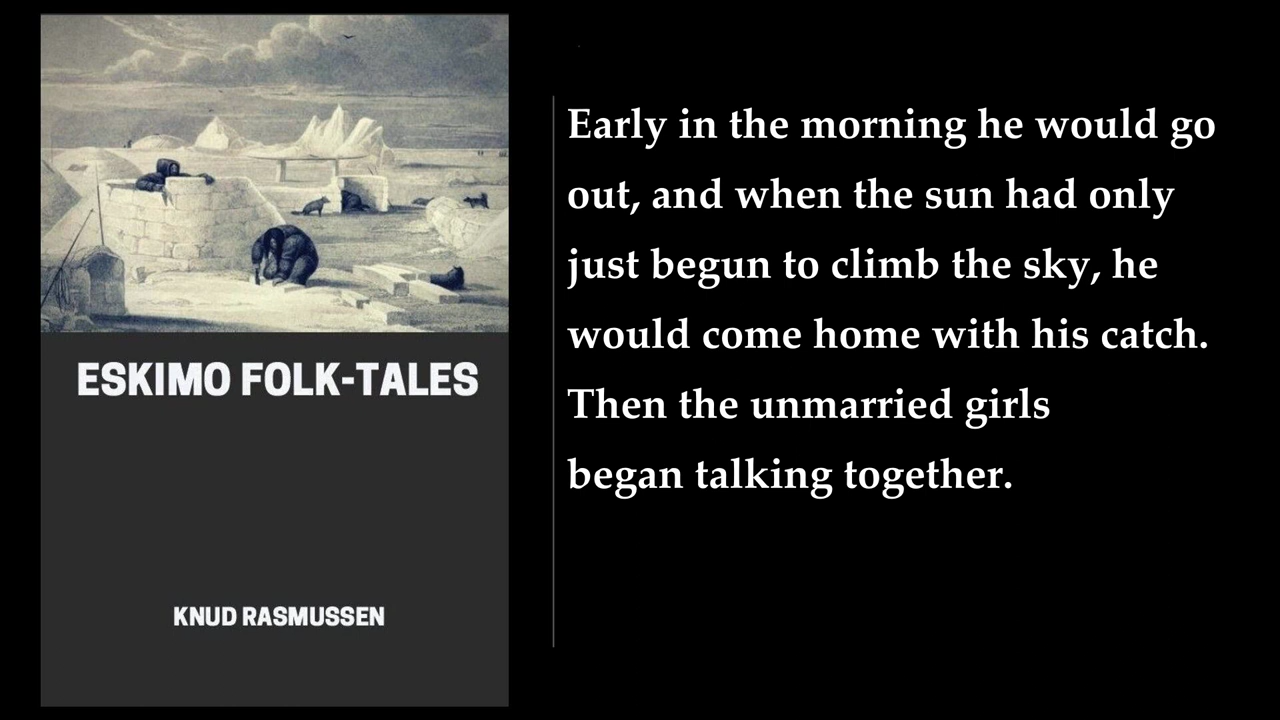 ESKIMO FOLK-TALES
KNUD RASMUSSEN
Early in the morning he would go
out, and when the sun had only
just begun to climb the sky, he
would come home with his catch.
Then the unmarried girls
began talking together.